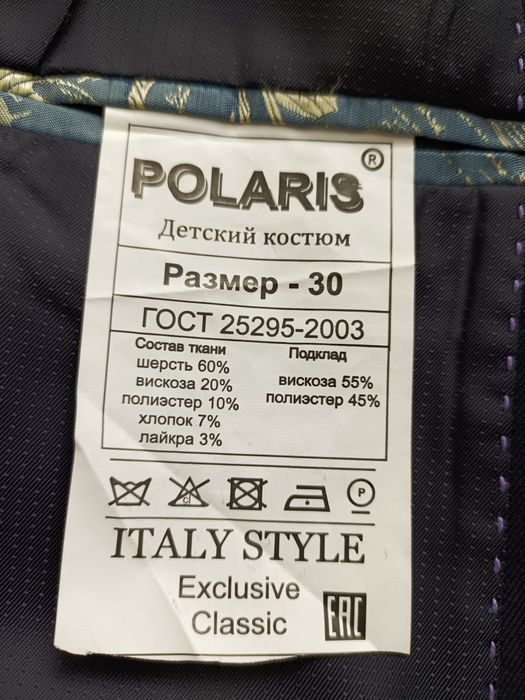 POLARIS ®
Детский костюм
Размер - 30
ГОСТ 25295-2003
Состав ткани
шерсть 60%
вискоза 20%
полиэстер 10%
хлопок 7%
лайкра 3%
Подклад
вискоза 55%
полиэстер 45%
cl P
ITALY STYLE
Exclusive
Classic
EAC